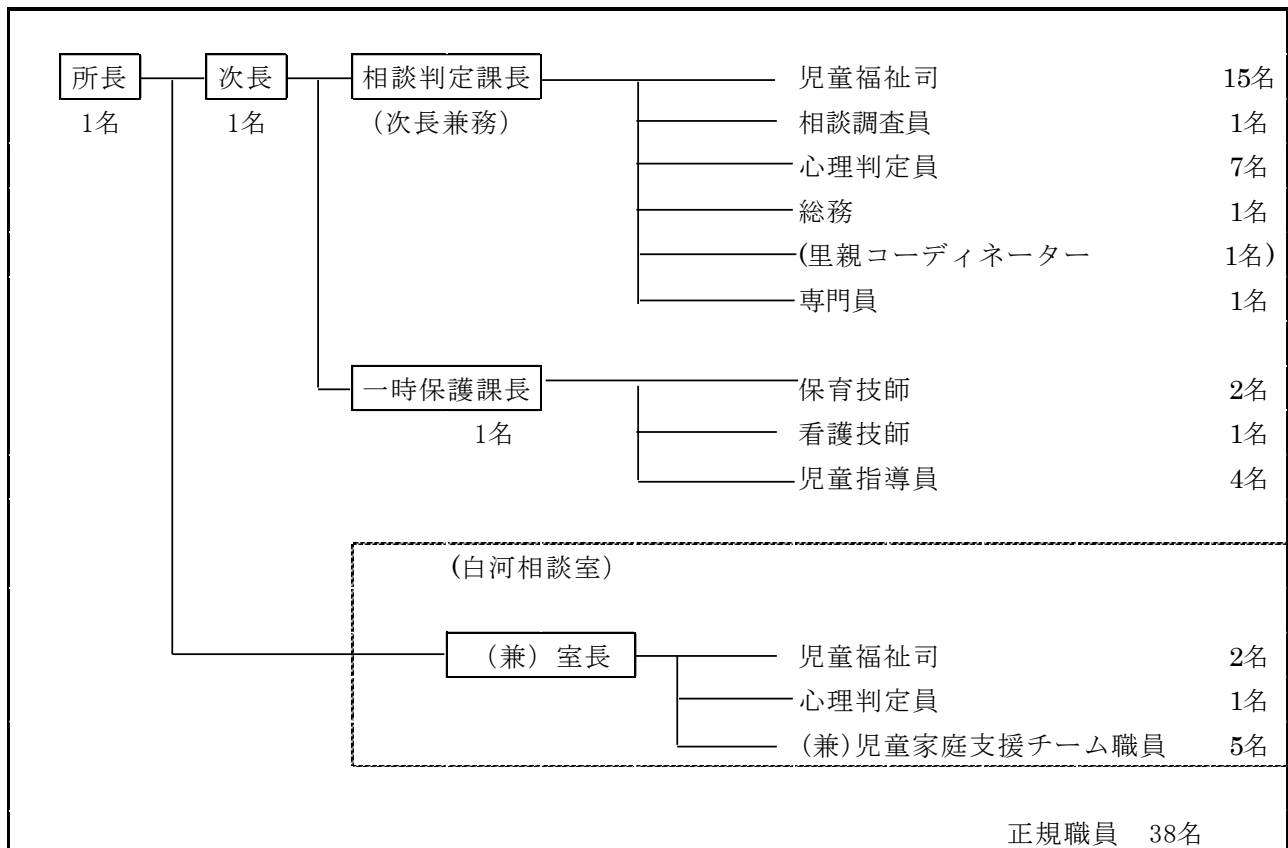 所長 次長 相談判定課長 児童福祉司 15名
1名 1名 (次長兼務) 相談調査員 1名
心理判定員 7名
総務 1名
(里親コーディネーター 1名)
専門員 1名
一時保護課長 保育技師 2名
1名 看護技師 1名
児童指導員 4名
(白河相談室)
(兼)室長 児童福祉司 2名
心理判定員 1名
(兼)児童家庭支援チーム職員 5名
正規職員 38名